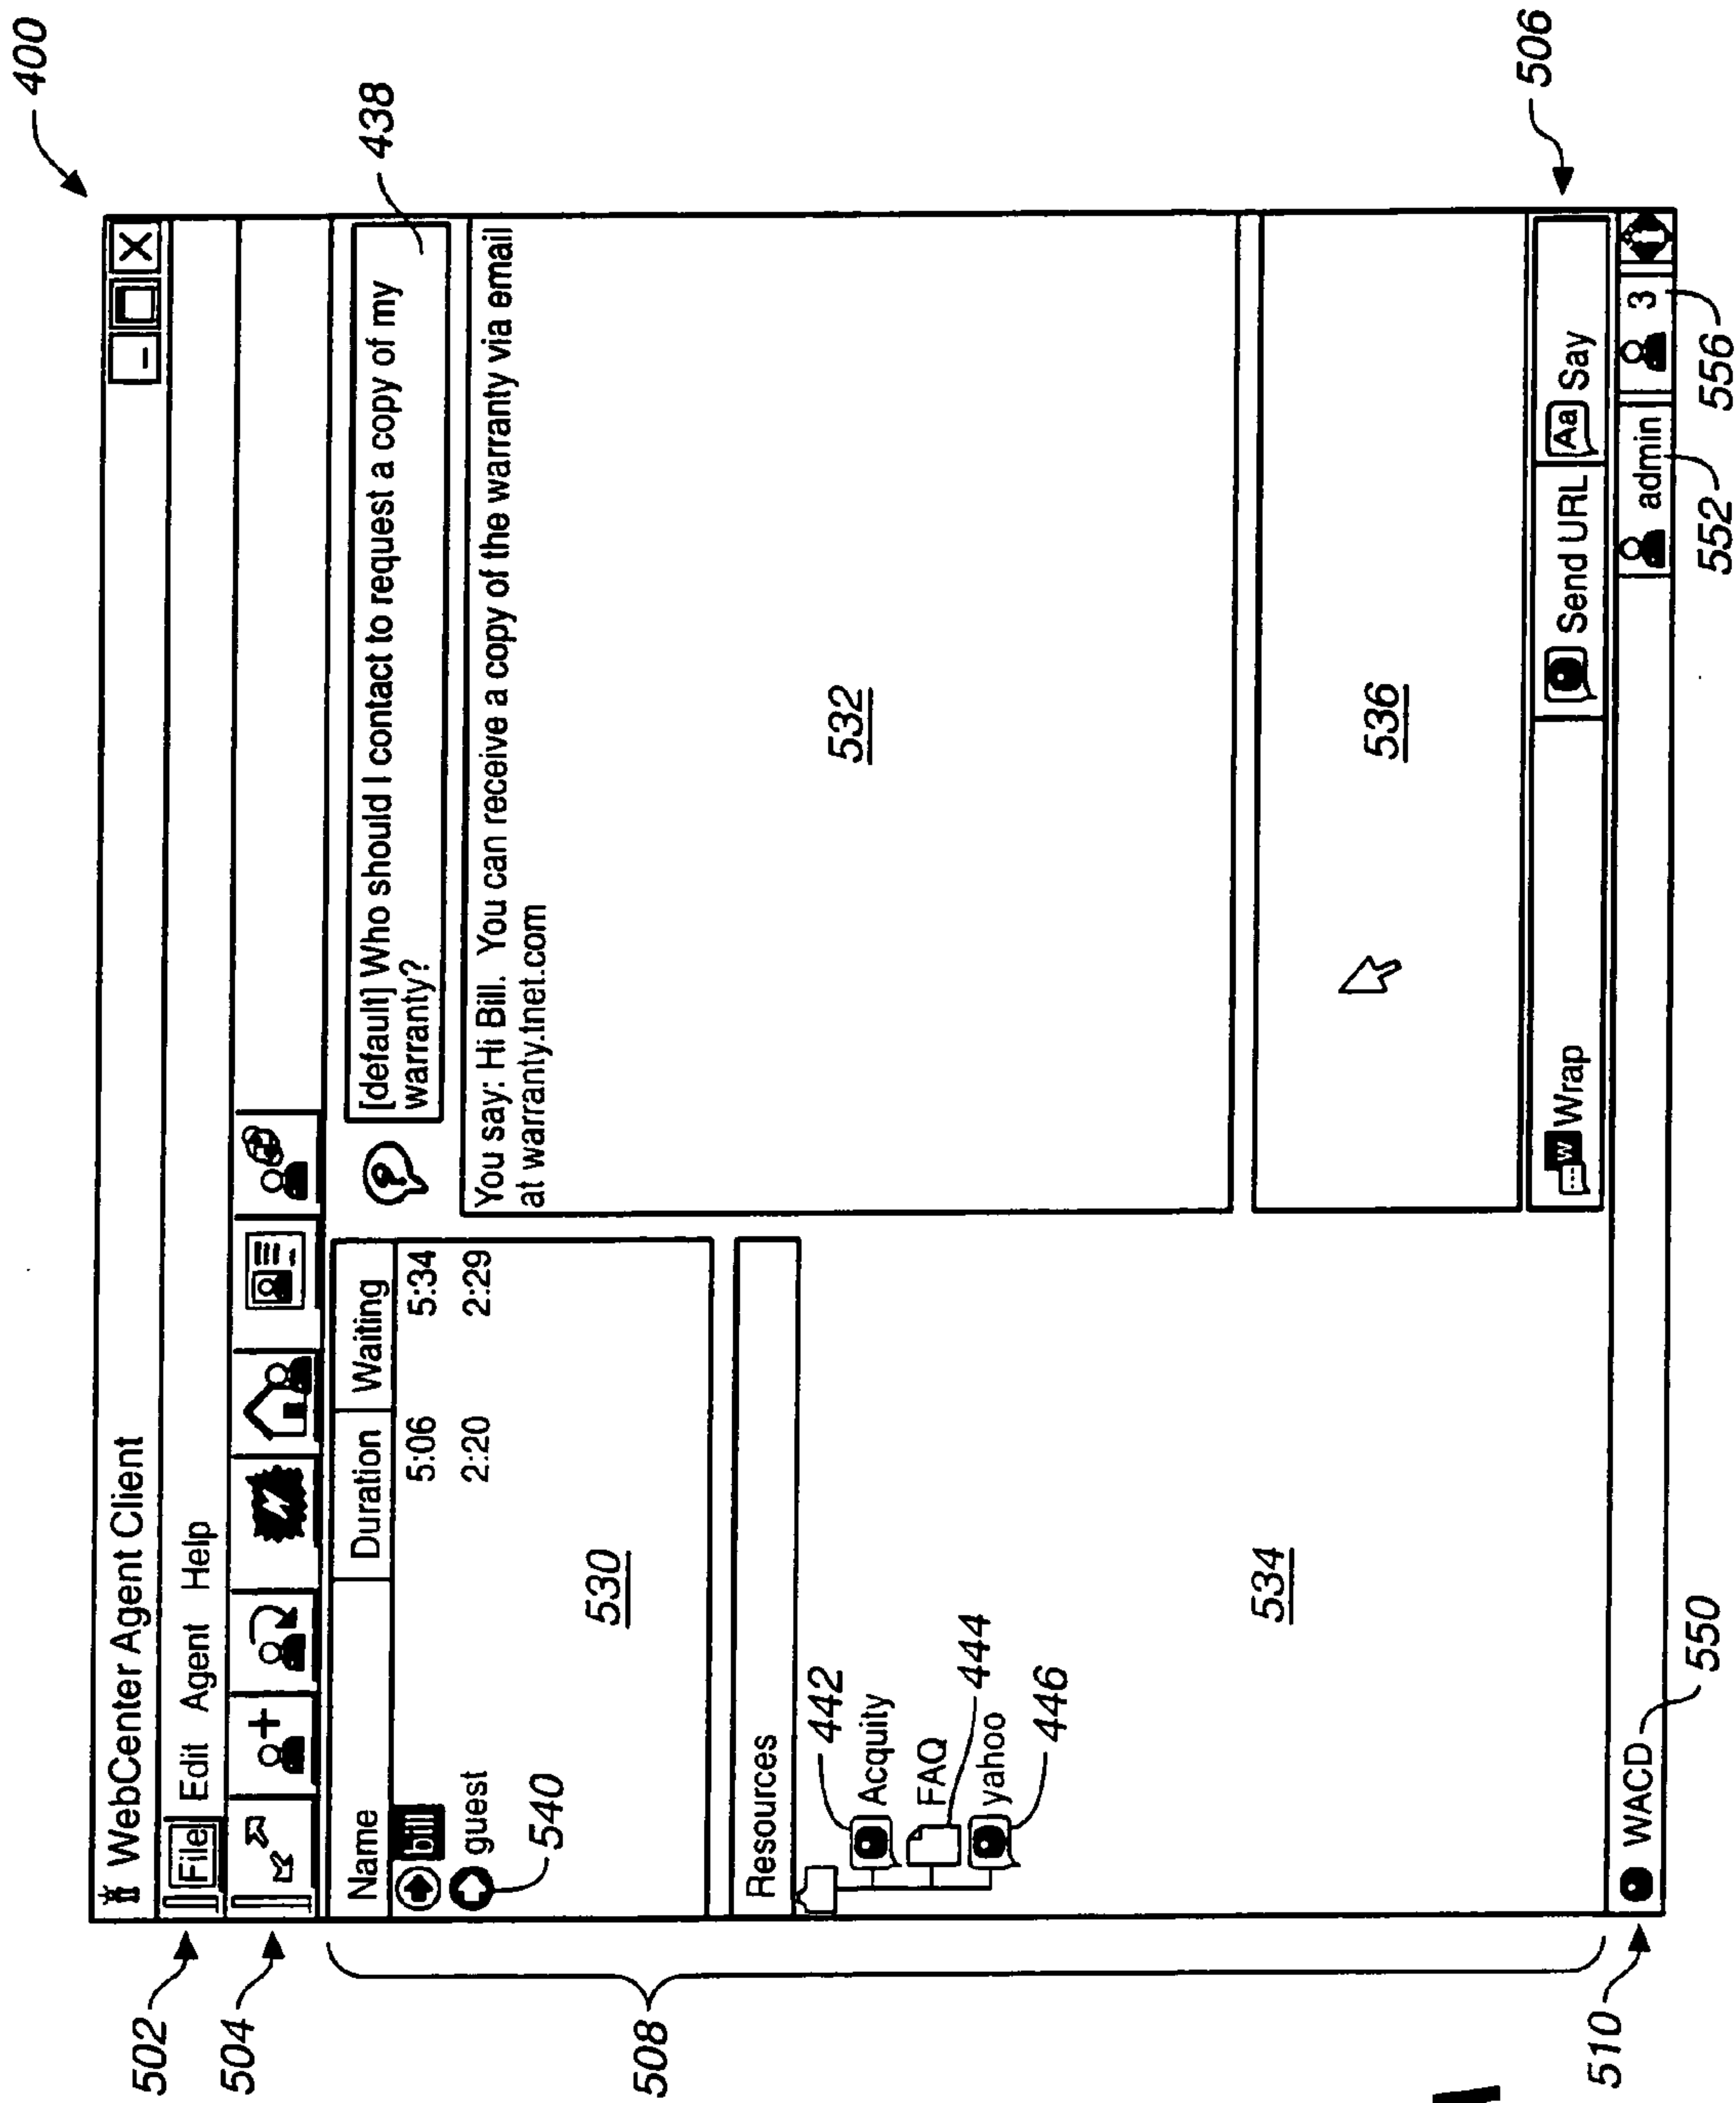 400
WebCenter Agent Client
502
File Edit Agent Help
504
Name Duration Waiting
bill 5:06 5:34
guest 2:20 2:29
540
530
[default] Who should I contact to request a copy of my
warranty?
438
You say: Hi Bill. You can receive a copy of the warranty via email
at warranty.tnet.com
532
508
Resources
442
Acquity
FAQ
444
yahoo
446
534
536
W Wrap Send URL Aa Say
506
510
WACD admin 3
550
552
556